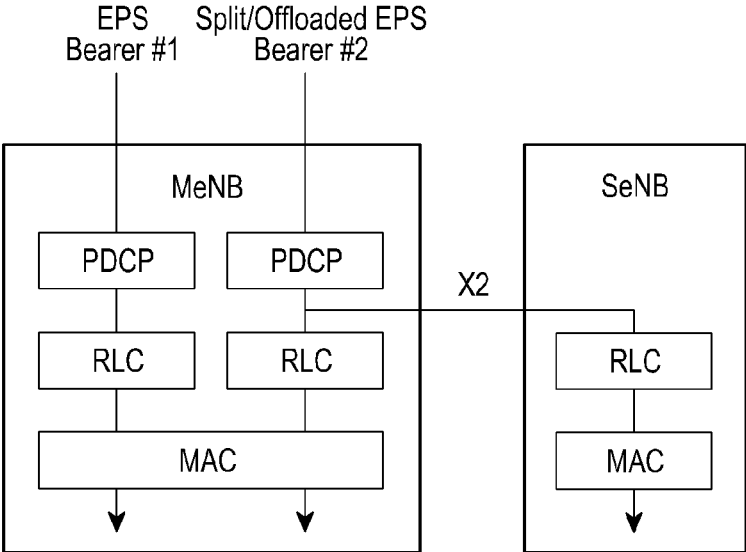 EPS
Bearer #1
Split/Offloaded EPS
Bearer #2
MeNB
SeNB
PDCP
PDCP
X2
RLC
RLC
RLC
MAC
MAC